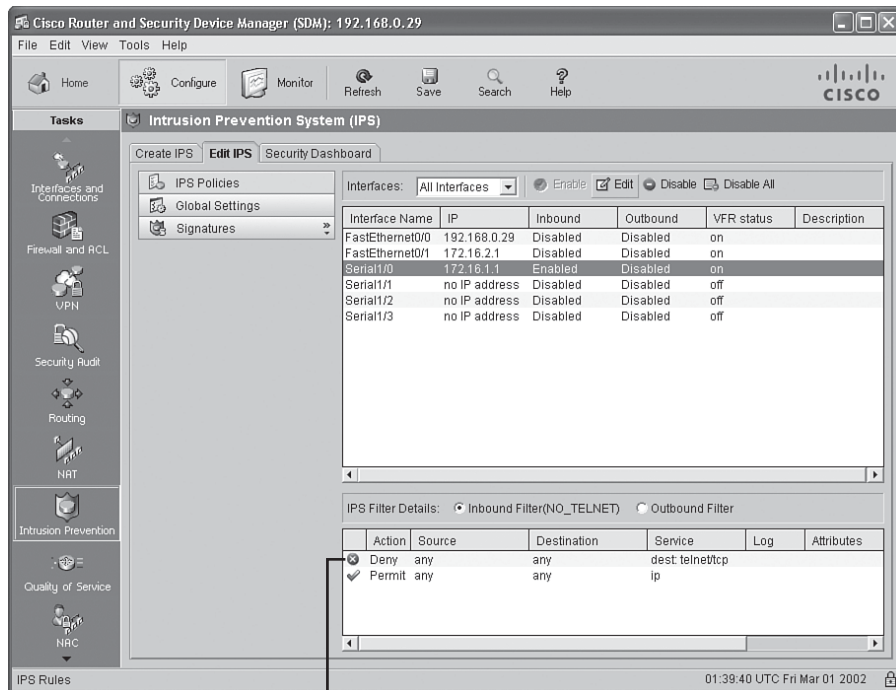 Cisco Router and Security Device Manager (SDM): 192.168.0.29
File Edit View Tools Help
Home Configure Monitor Refresh Save Search Help CISCO
Tasks
Intrusion Prevention System (IPS)
Create IPS Edit IPS Security Dashboard
Interfaces and Connections
Firewall and ACL
VPN
Security Audit
Routing
NAT
Intrusion Prevention
Quality of Service
NAC
IPS Policies
Global Settings
Signatures
Interfaces: All Interfaces Enable Edit Disable Disable All
Interface Name IP Inbound Outbound VFR status Description
FastEthernet0/0 192.168.0.29 Disabled Disabled on
FastEthernet0/1 172.16.2.1 Disabled Disabled on
Serial1/0 172.16.1.1 Enabled Disabled on
Serial1/1 no IP address Disabled Disabled off
Serial1/2 no IP address Disabled Disabled off
Serial1/3 no IP address Disabled Disabled off
IPS Filter Details: Inbound Filter(NO_TELNET) Outbound Filter
Action Source Destination Service Log Attributes
Deny any any dest: telnet/tcp
Permit any any ip
IPS Rules 01:39:40 UTC Fri Mar 01 2002